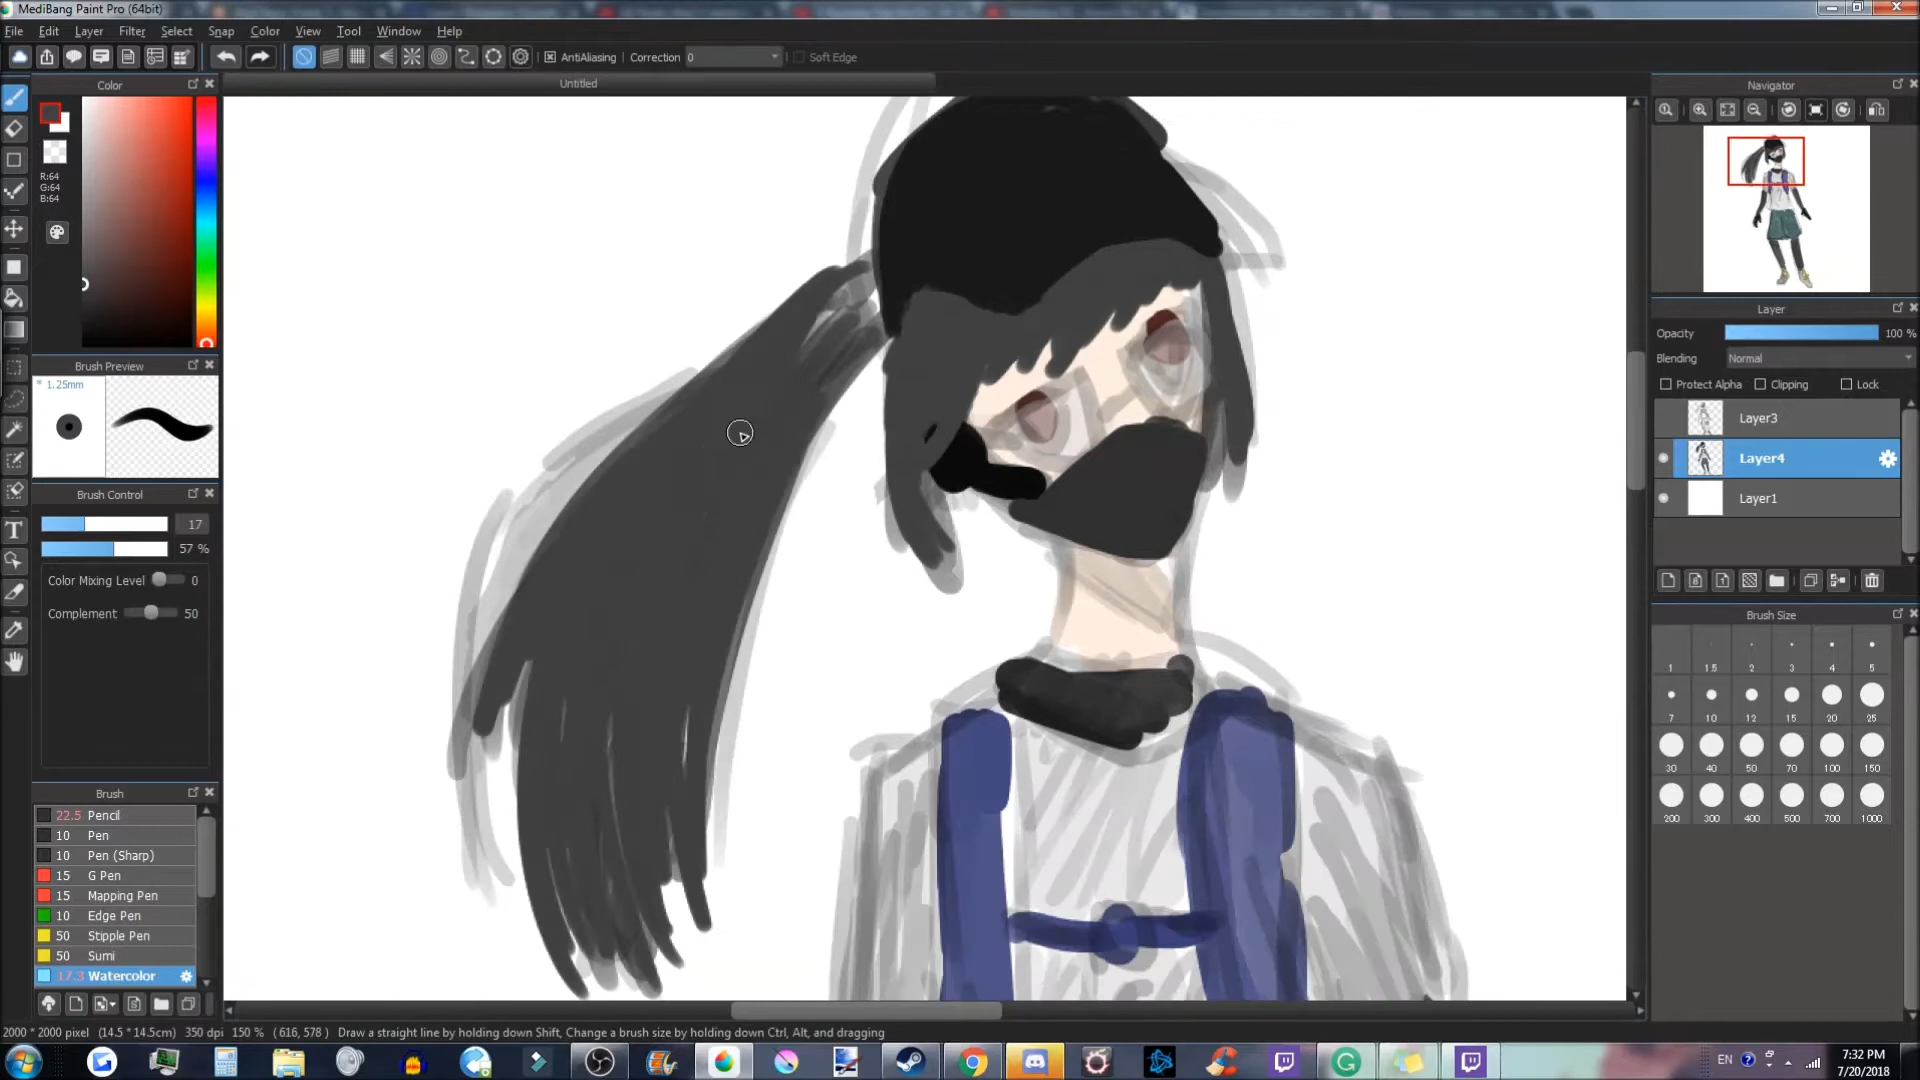 MediBang Paint Pro (64bit)
File Edit Layer Filter Select Snap Color View Tool Window Help
AntiAliasing Correction 0 Soft Edge
Color
Untitled
Navigator
R:64
G:64
B:64
Layer
Opacity 100 %
Blending Normal
Protect Alpha Clipping Lock
Layer3
Layer4
Layer1
Brush Preview
* 1.25mm
Brush Control
17
57 %
Color Mixing Level 0
Complement 50
Brush Size
1 1.5 2 3 4 5
7 10 12 15 20 25
30 40 50 70 100 150
200 300 400 500 700 1000
Brush
22.5 Pencil
10 Pen
10 Pen (Sharp)
15 G Pen
15 Mapping Pen
10 Edge Pen
50 Stipple Pen
50 Sumi
17.3 Watercolor
2000 * 2000 pixel (14.5 * 14.5cm) 350 dpi 150 % ( 616, 578 ) Draw a straight line by holding down Shift, Change a brush size by holding down Ctrl, Alt, and dragging
EN
7:32 PM
7/20/2018